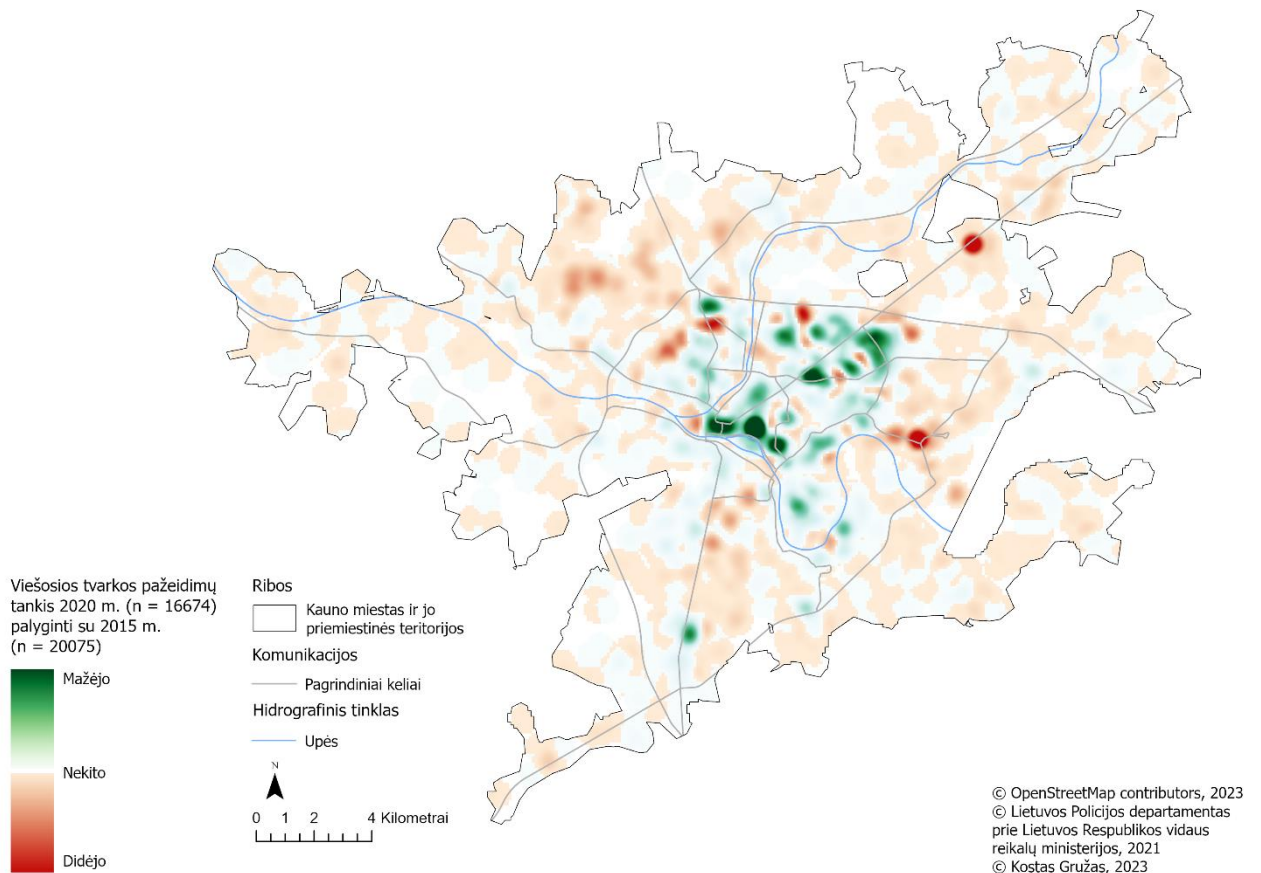 Viešosios tvarkos pažeidimų
tankis 2020 m. (n = 16674)
palyginti su 2015 m.
(n = 20075)
Mažėjo
Nekito
Didėjo
Ribos
Kauno miestas ir jo
priemiestinės teritorijos
Komunikacijos
Pagrindiniai keliai
Hidrografinis tinklas
Upės
N
0 1 2 4 Kilometrai
© OpenStreetMap contributors, 2023
© Lietuvos Policijos departamentas
prie Lietuvos Respublikos vidaus
reikalų ministerijos, 2021
© Kostas Gružas, 2023